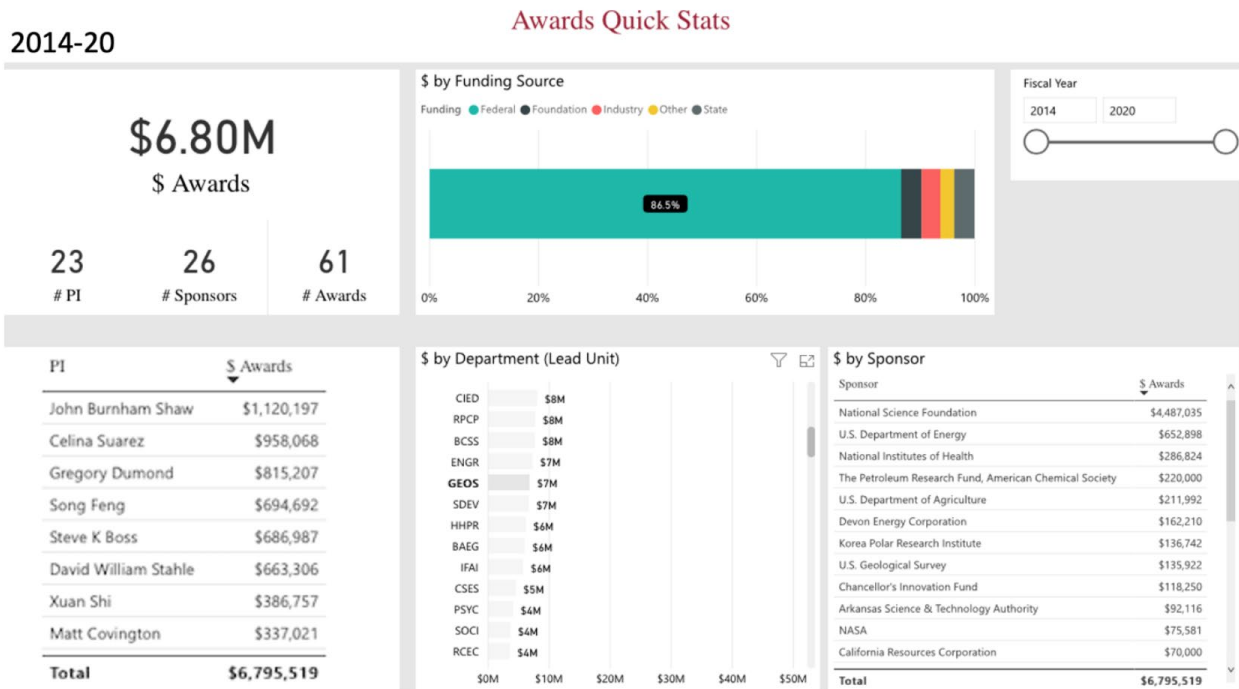 Awards Quick Stats
2014-20
$6.80M
$ Awards
23
# PI
26
# Sponsors
61
# Awards
$ by Funding Source
Funding Federal Foundation Industry Other State
86.5%
0% 20% 40% 60% 80% 100%
Fiscal Year
2014 2020
PI $ Awards
John Burnham Shaw $1,120,197
Celina Suarez $958,068
Gregory Dumond $815,207
Song Feng $694,692
Steve K Boss $686,987
David William Stahle $663,306
Xuan Shi $386,757
Matt Covington $337,021
Total $6,795,519
$ by Department (Lead Unit)
CIED $8M
RPCP $8M
BCSS $8M
ENGR $7M
GEOS $7M
SDEV $7M
HHPR $6M
BAEG $6M
IFAI $6M
CSES $5M
PSYC $4M
SOCI $4M
RCEC $4M
$0M $10M $20M $30M $40M $50M
$ by Sponsor
Sponsor $ Awards
National Science Foundation $4,487,035
U.S. Department of Energy $652,898
National Institutes of Health $286,824
The Petroleum Research Fund, American Chemical Society $220,000
U.S. Department of Agriculture $211,992
Devon Energy Corporation $162,210
Korea Polar Research Institute $136,742
U.S. Geological Survey $135,922
Chancellor's Innovation Fund $118,250
Arkansas Science & Technology Authority $92,116
NASA $75,581
California Resources Corporation $70,000
Total $6,795,519